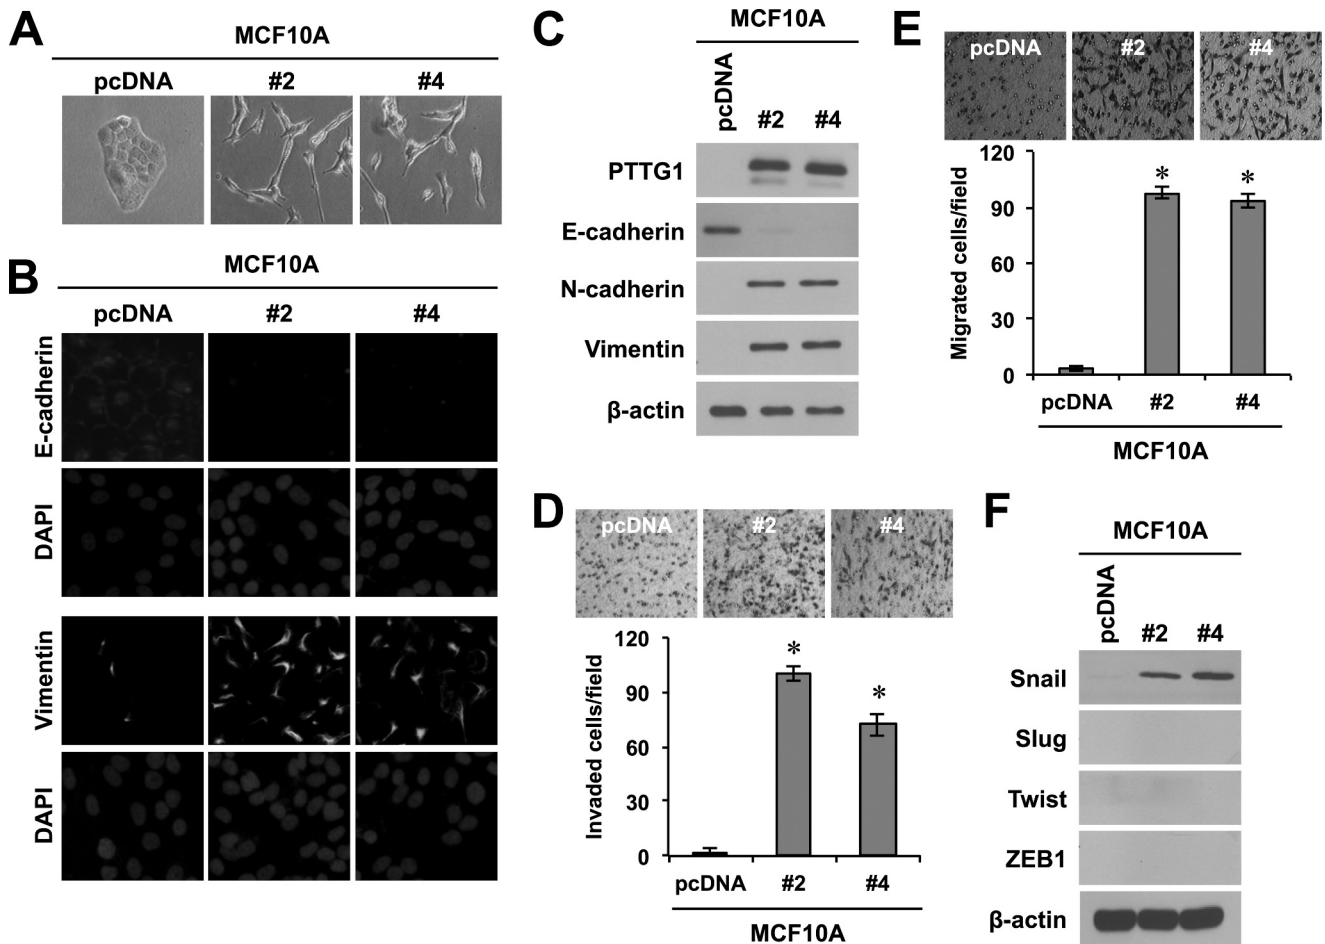 A
MCF10A
pcDNA #2 #4
B
MCF10A
pcDNA #2 #4
E-cadherin
DAPI
Vimentin
DAPI
C
MCF10A
pcDNA #2 #4
PTTG1
E-cadherin
N-cadherin
Vimentin
β-actin
D
pcDNA #2 #4
Invaded cells/field
120
90
60
30
0
pcDNA #2 #4
* *
MCF10A
E
pcDNA #2 #4
Migrated cells/field
120
90
60
30
0
* *
pcDNA #2 #4
MCF10A
F
MCF10A
pcDNA #2 #4
Snail
Slug
Twist
ZEB1
β-actin